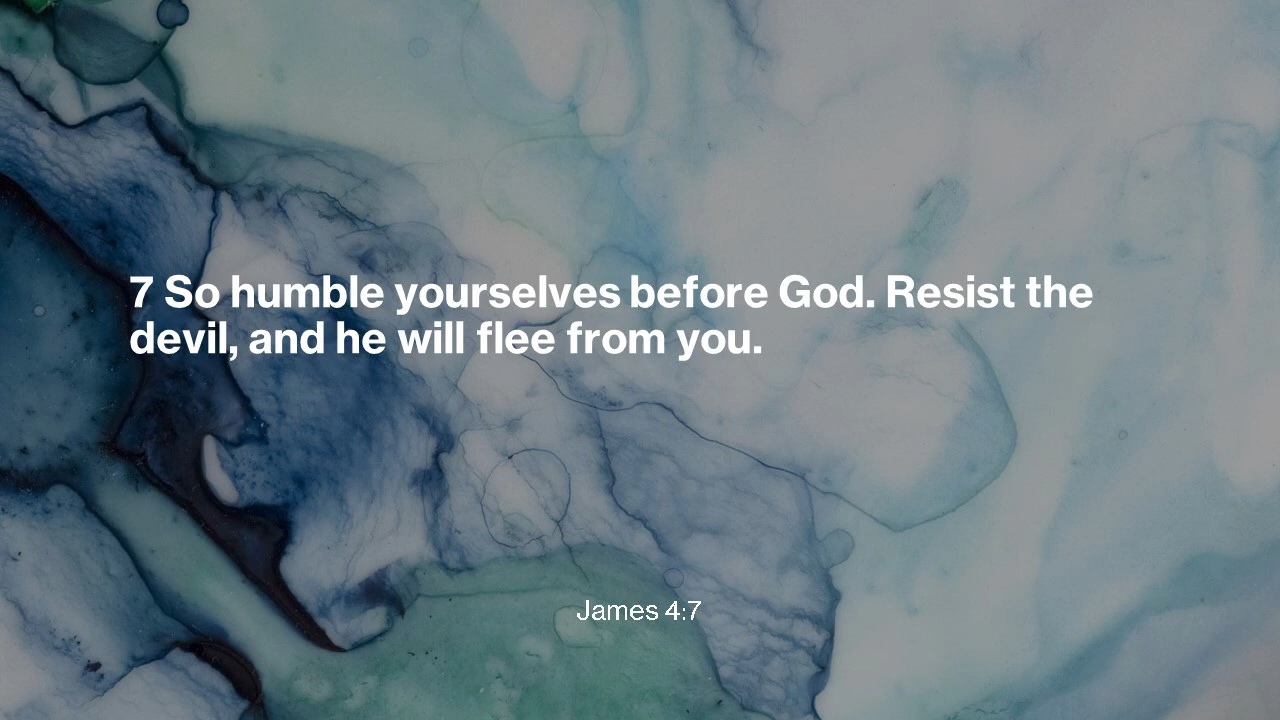 7 So humble yourselves before God. Resist the
devil, and he will flee from you.
James 4:7